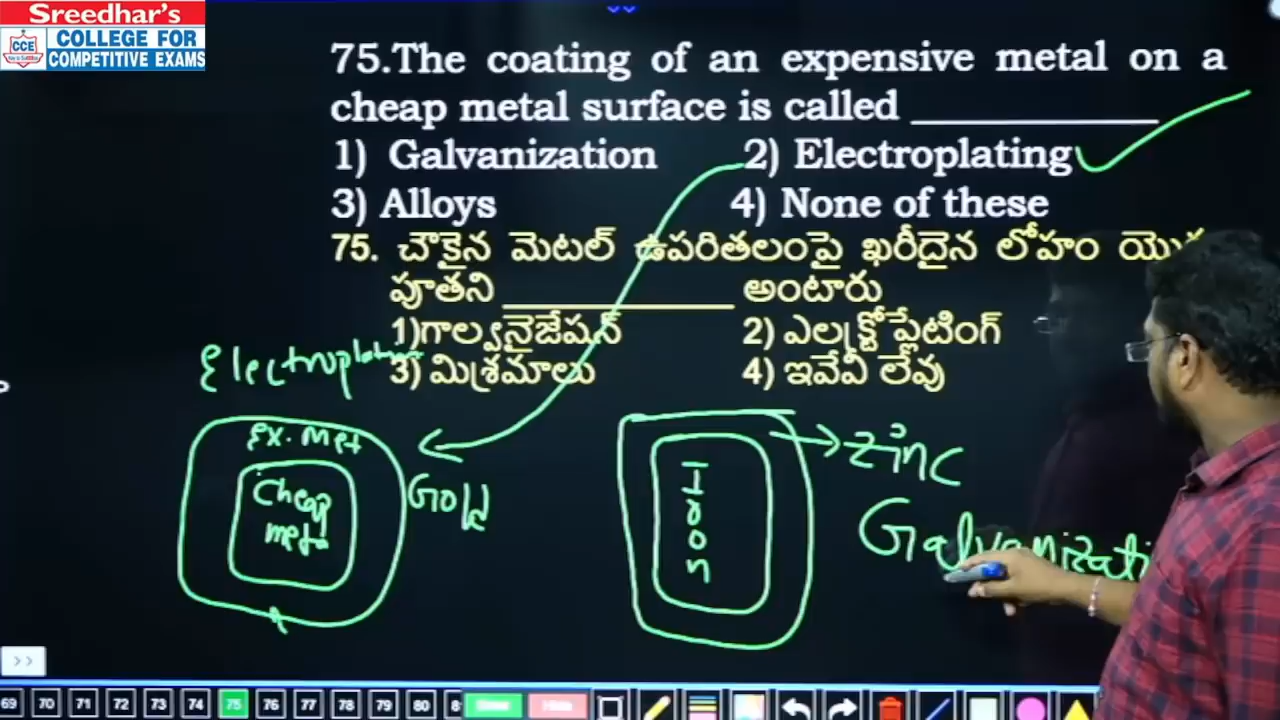 Sreedhar's
CCE
COLLEGE FOR
COMPETITIVE EXAMS
75.The coating of an expensive metal on a
cheap metal surface is called ____________
1) Galvanization 2) Electroplating
3) Alloys 4) None of these
75. చౌకైన మెటల్ ఉపరితలంపై ఖరీదైన లోహం
పూతని ____________ అంటారు
1)గాల్వనైజేషన్ 2) ఎలక్ట్రోప్లేటింగ్
3) మిశ్రమాలు 4) ఇవేవీ లేవు
Ex. Met
Cheap
Gold
Iron
Zinc
>>
69 70 71 72 73 74 75 76 77 78 79 80